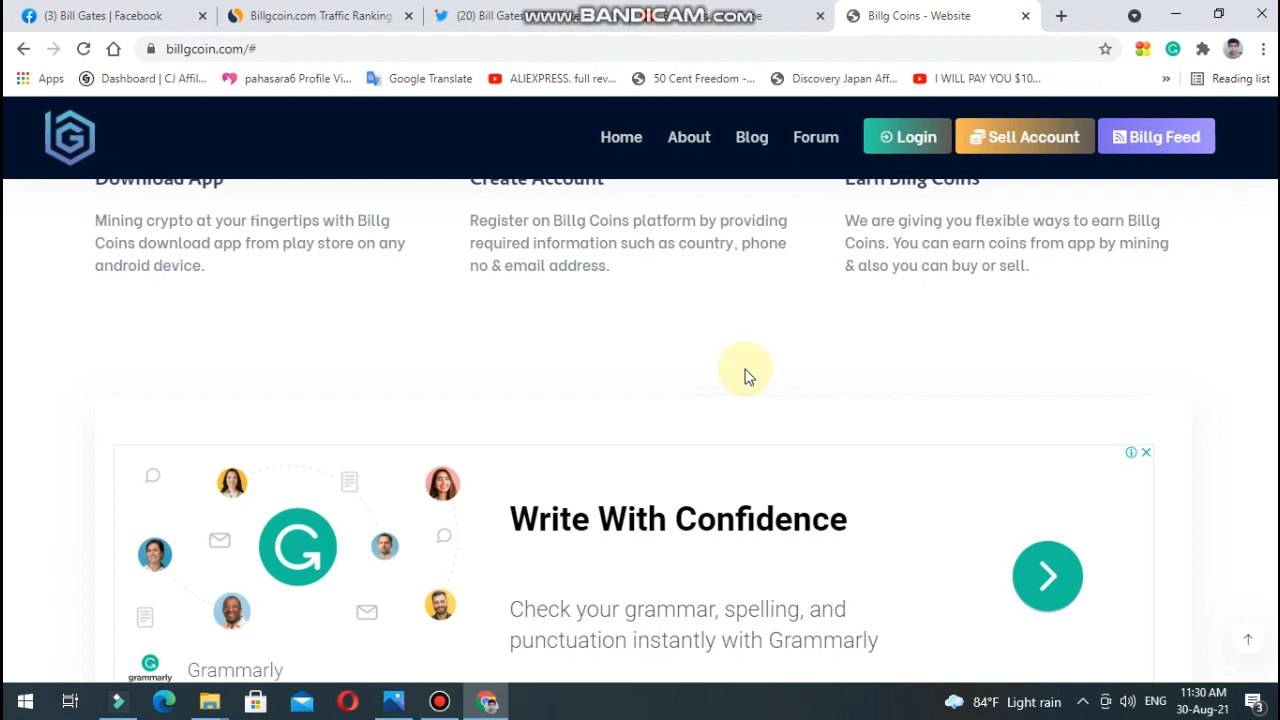 (3) Bill Gates | Facebook
Billgcoin.com Traffic Ranking
(20) Bill Gates
www.BANDICAM.com
Bill Coins - Website
billgcoin.com/#
Apps
Dashboard | CJ Affil...
pahasara6 Profile Vi...
Google Translate
ALIEXPRESS. full rev...
50 Cent Freedom -...
Discovery Japan Aff...
I WILL PAY YOU $10...
»
Reading list
Home
About
Blog
Forum
Login
Sell Account
Billg Feed
Download App
Mining crypto at your fingertips with Billg
Coins download app from play store on any
android device.
Create Account
Register on Billg Coins platform by providing
required information such as country, phone
no & email address.
Earn Billg Coins
We are giving you flexible ways to earn Billg
Coins. You can earn coins from app by mining
& also you can buy or sell.
Write With Confidence
Check your grammar, spelling, and
punctuation instantly with Grammarly
grammarly
Grammarly
84°F Light rain
ENG
11:30 AM
30-Aug-21
3